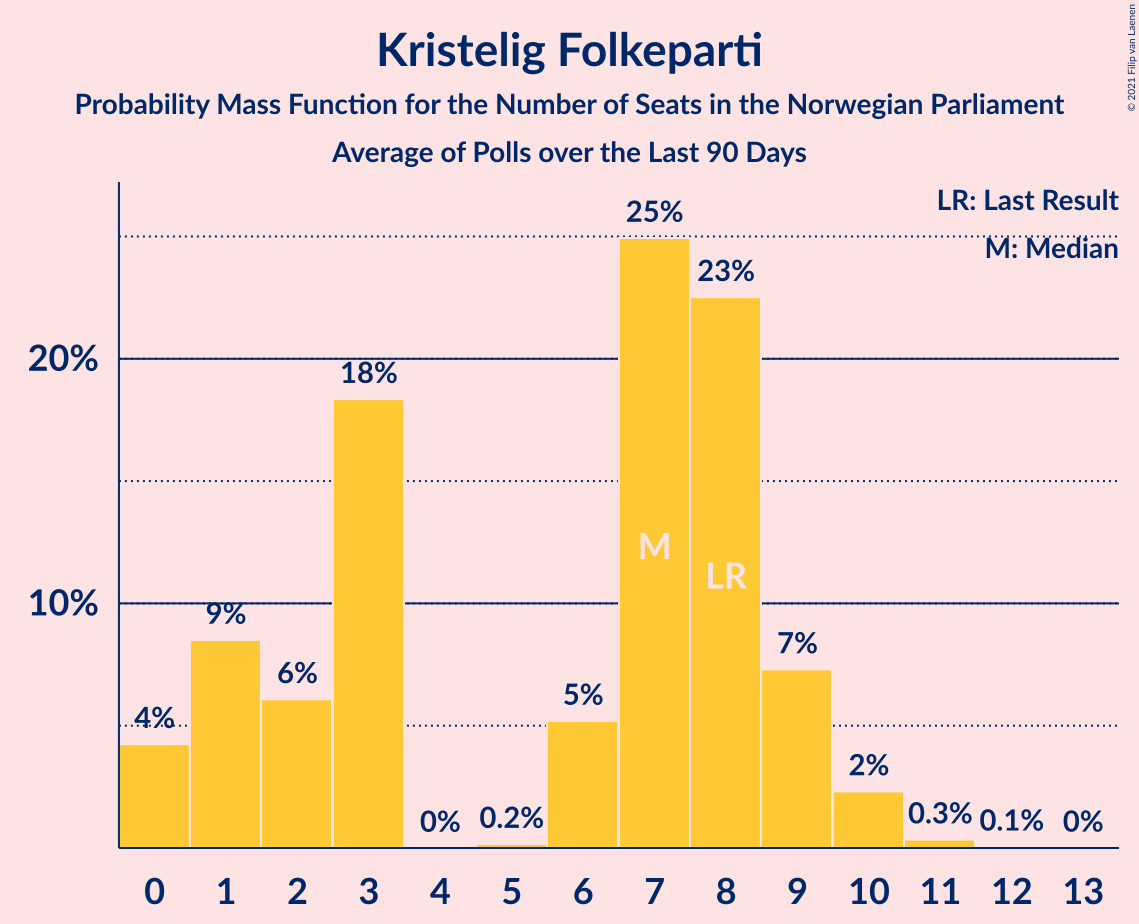 Kristelig Folkeparti
Probability Mass Function for the Number of Seats in the Norwegian Parliament
Average of Polls over the Last 90 Days
© 2021 Filip van Laenen
LR: Last Result
M: Median
20%
10%
4%
9%
6%
18%
0%
0.2%
5%
25%
23%
7%
2%
0.3%
0.1%
0%
M
LR
0 1 2 3 4 5 6 7 8 9 10 11 12 13